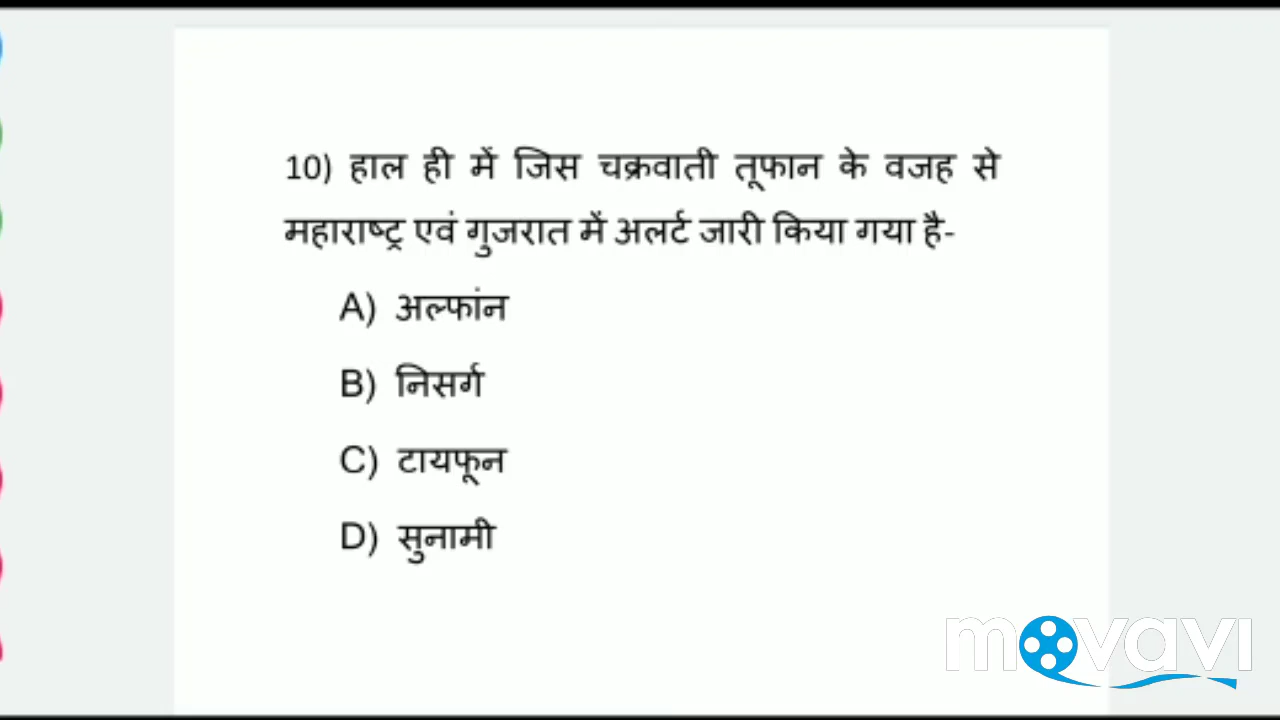 10) हाल ही में जिस चक्रवाती तूफान के वजह से
महाराष्ट्र एवं गुजरात में अलर्ट जारी किया गया है-
A) अल्फांन
B) निसर्ग
C) टायफून
D) सुनामी
movavi